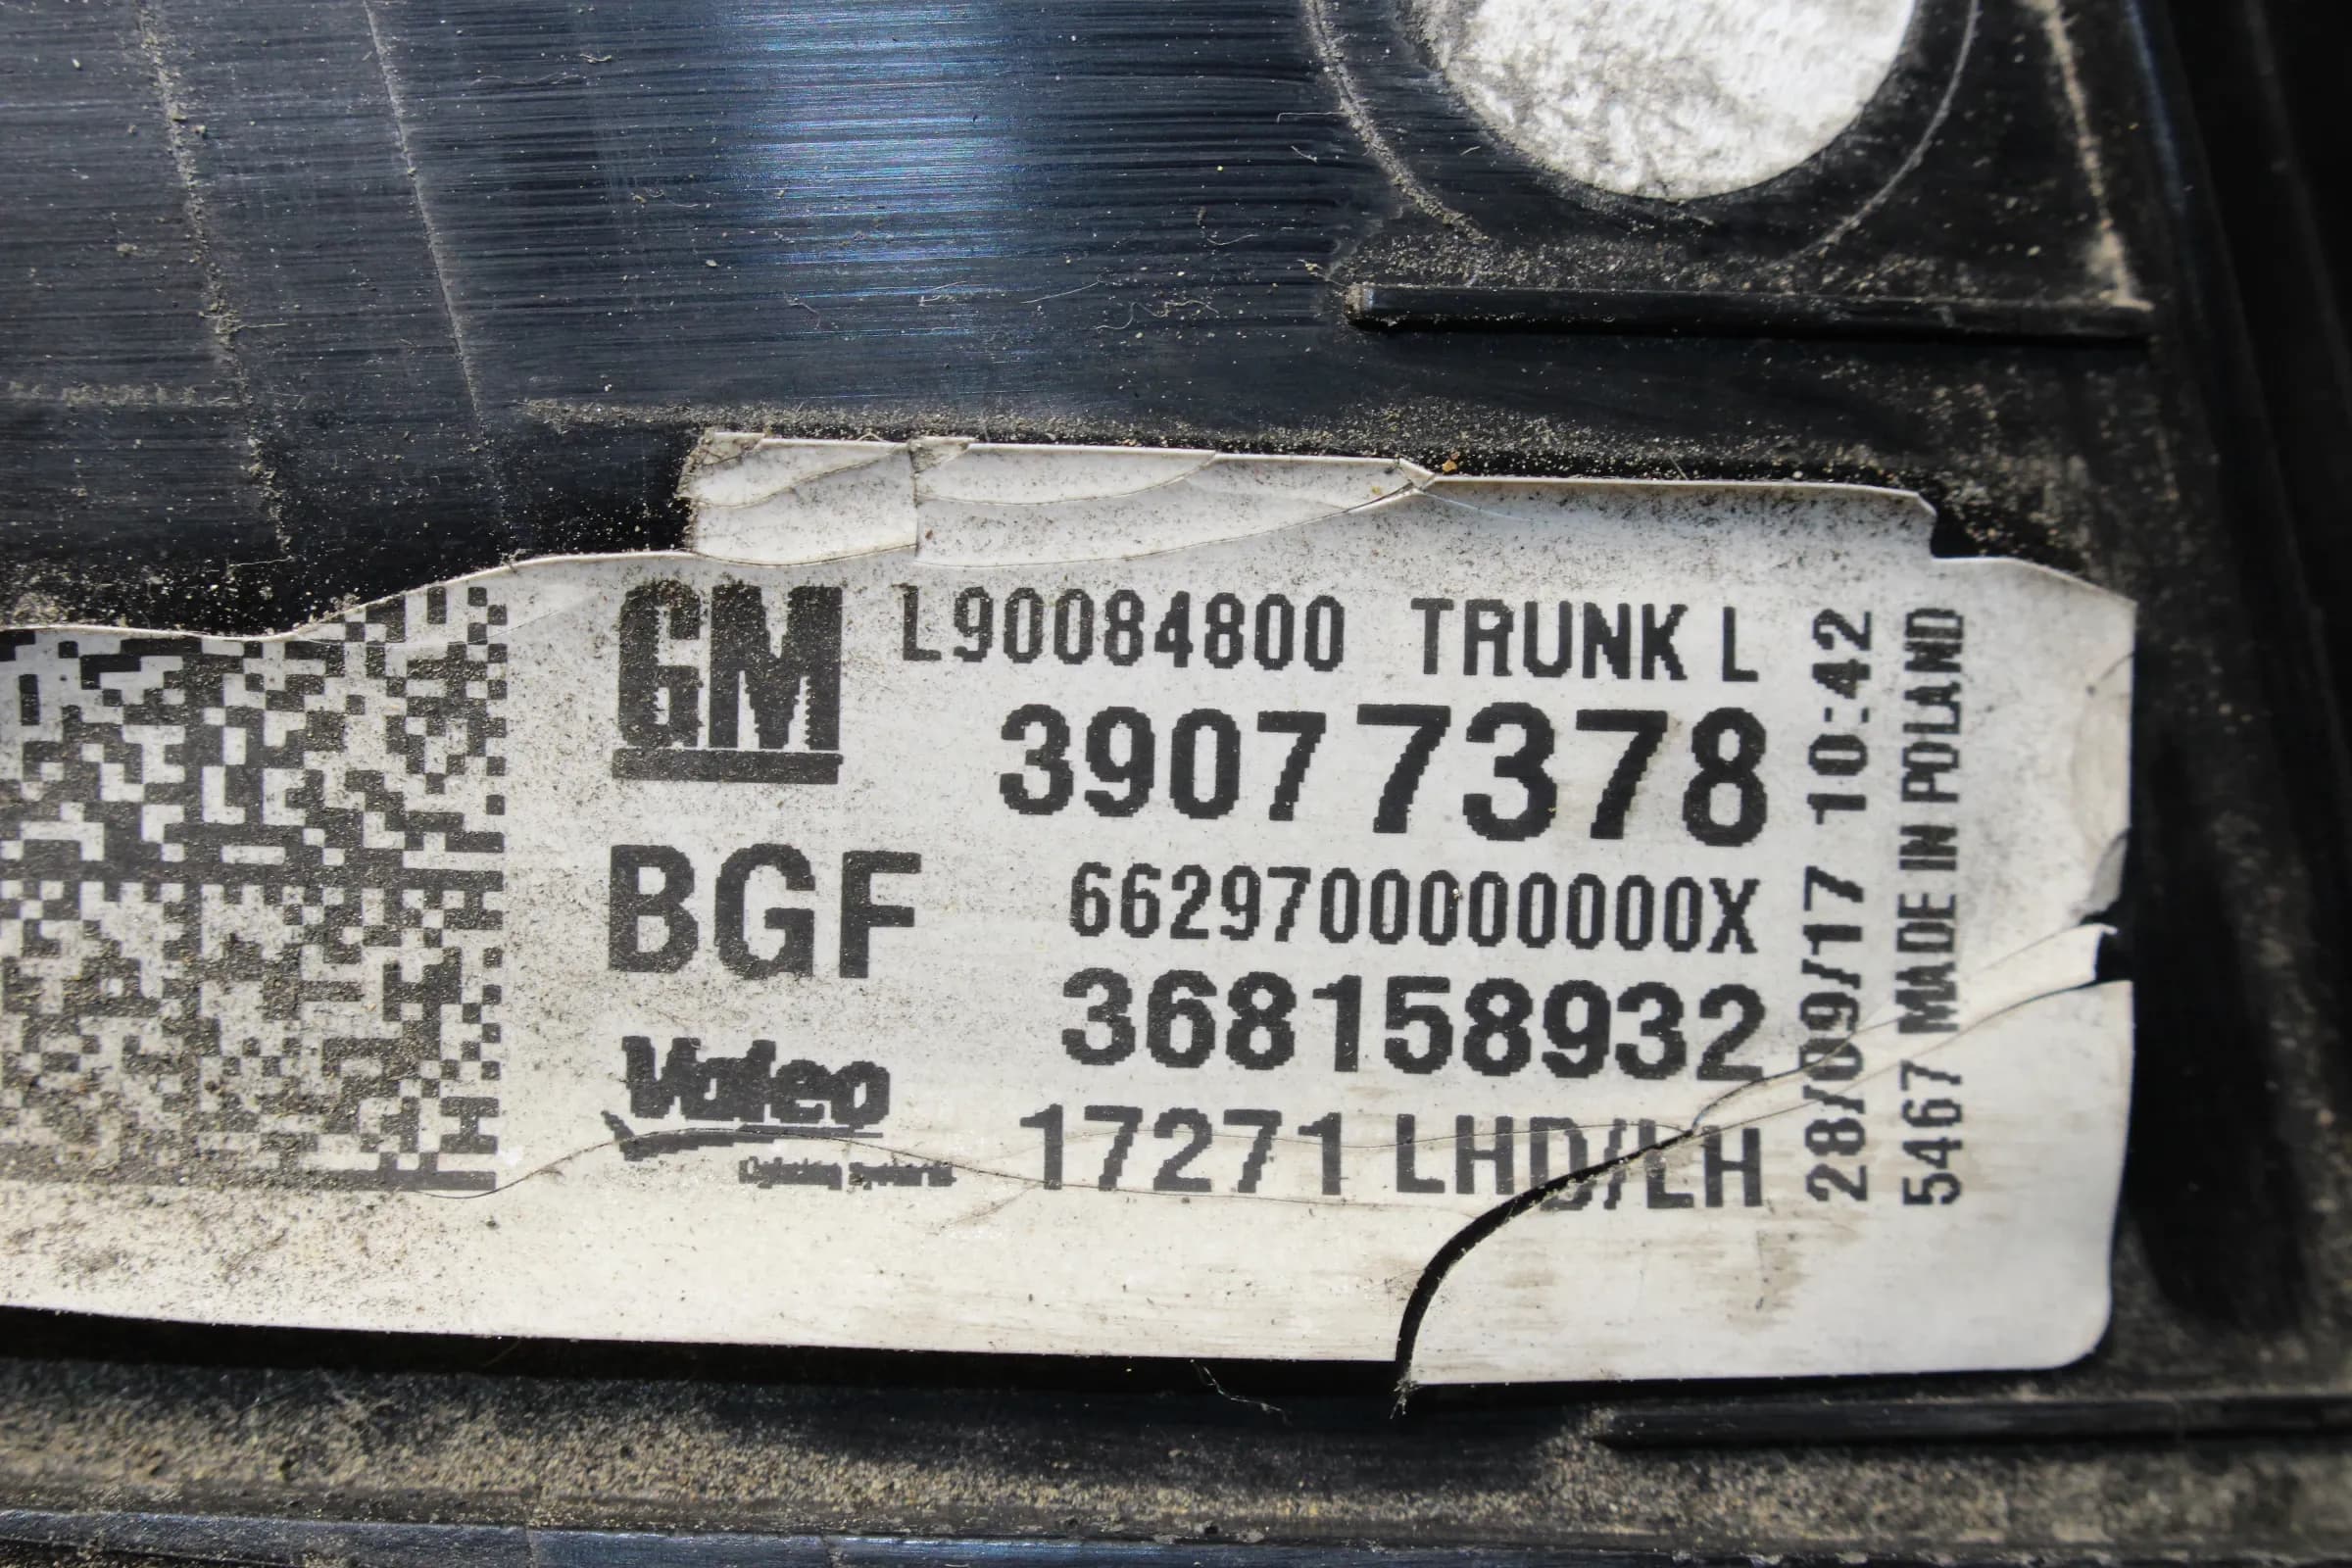 GM L90084800 TRUNK L
39077378
BGF 6629700000000X
368158932
Valeo
17271 LHD/LH
28/09/17 10:42
5467 MADE IN POLAND